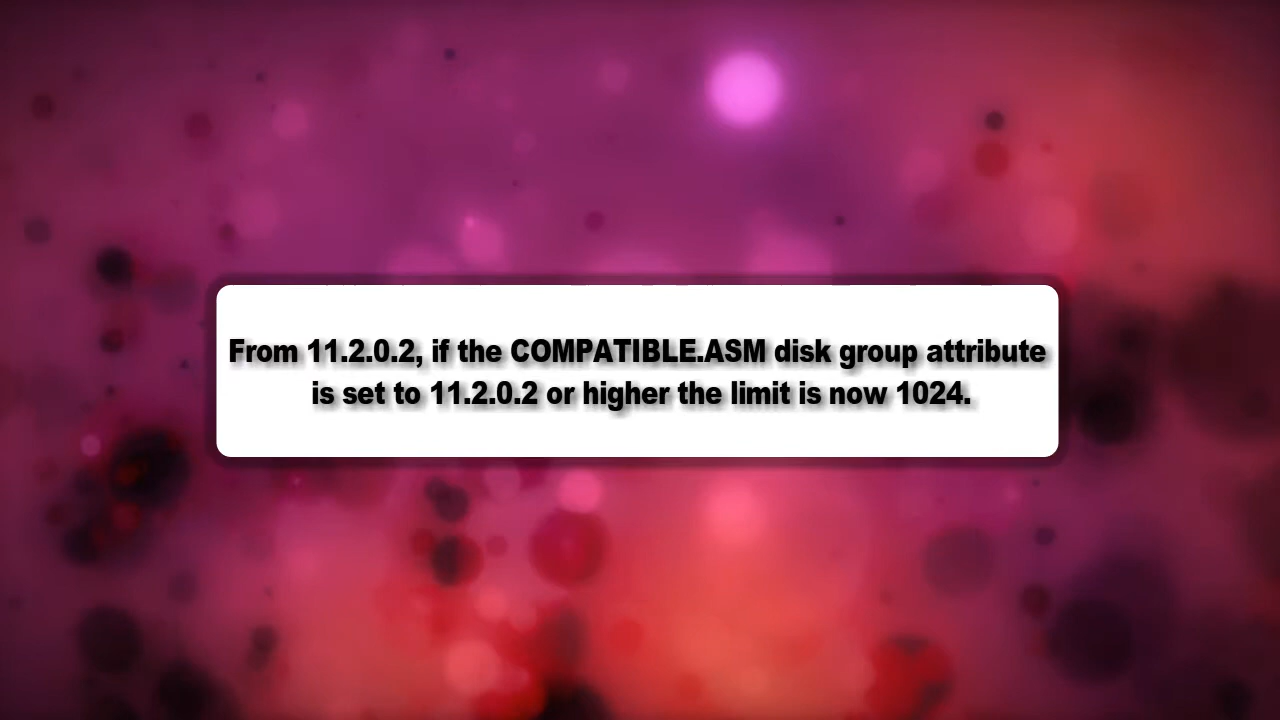 From 11.2.0.2, if the COMPATIBLE.ASM disk group attribute
is set to 11.2.0.2 or higher the limit is now 1024.